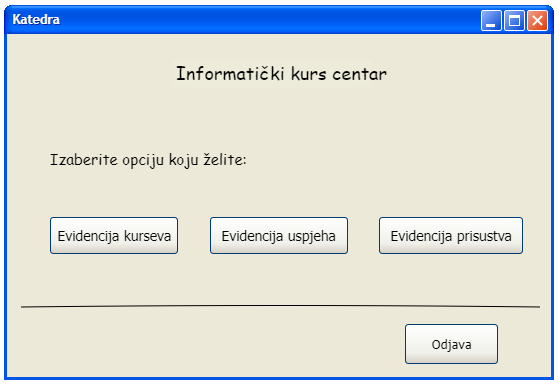 Katedra
Informatički kurs centar
Izaberite opciju koju želite:
Evidencija kurseva
Evidencija uspjeha
Evidencija prisustva
Odjava